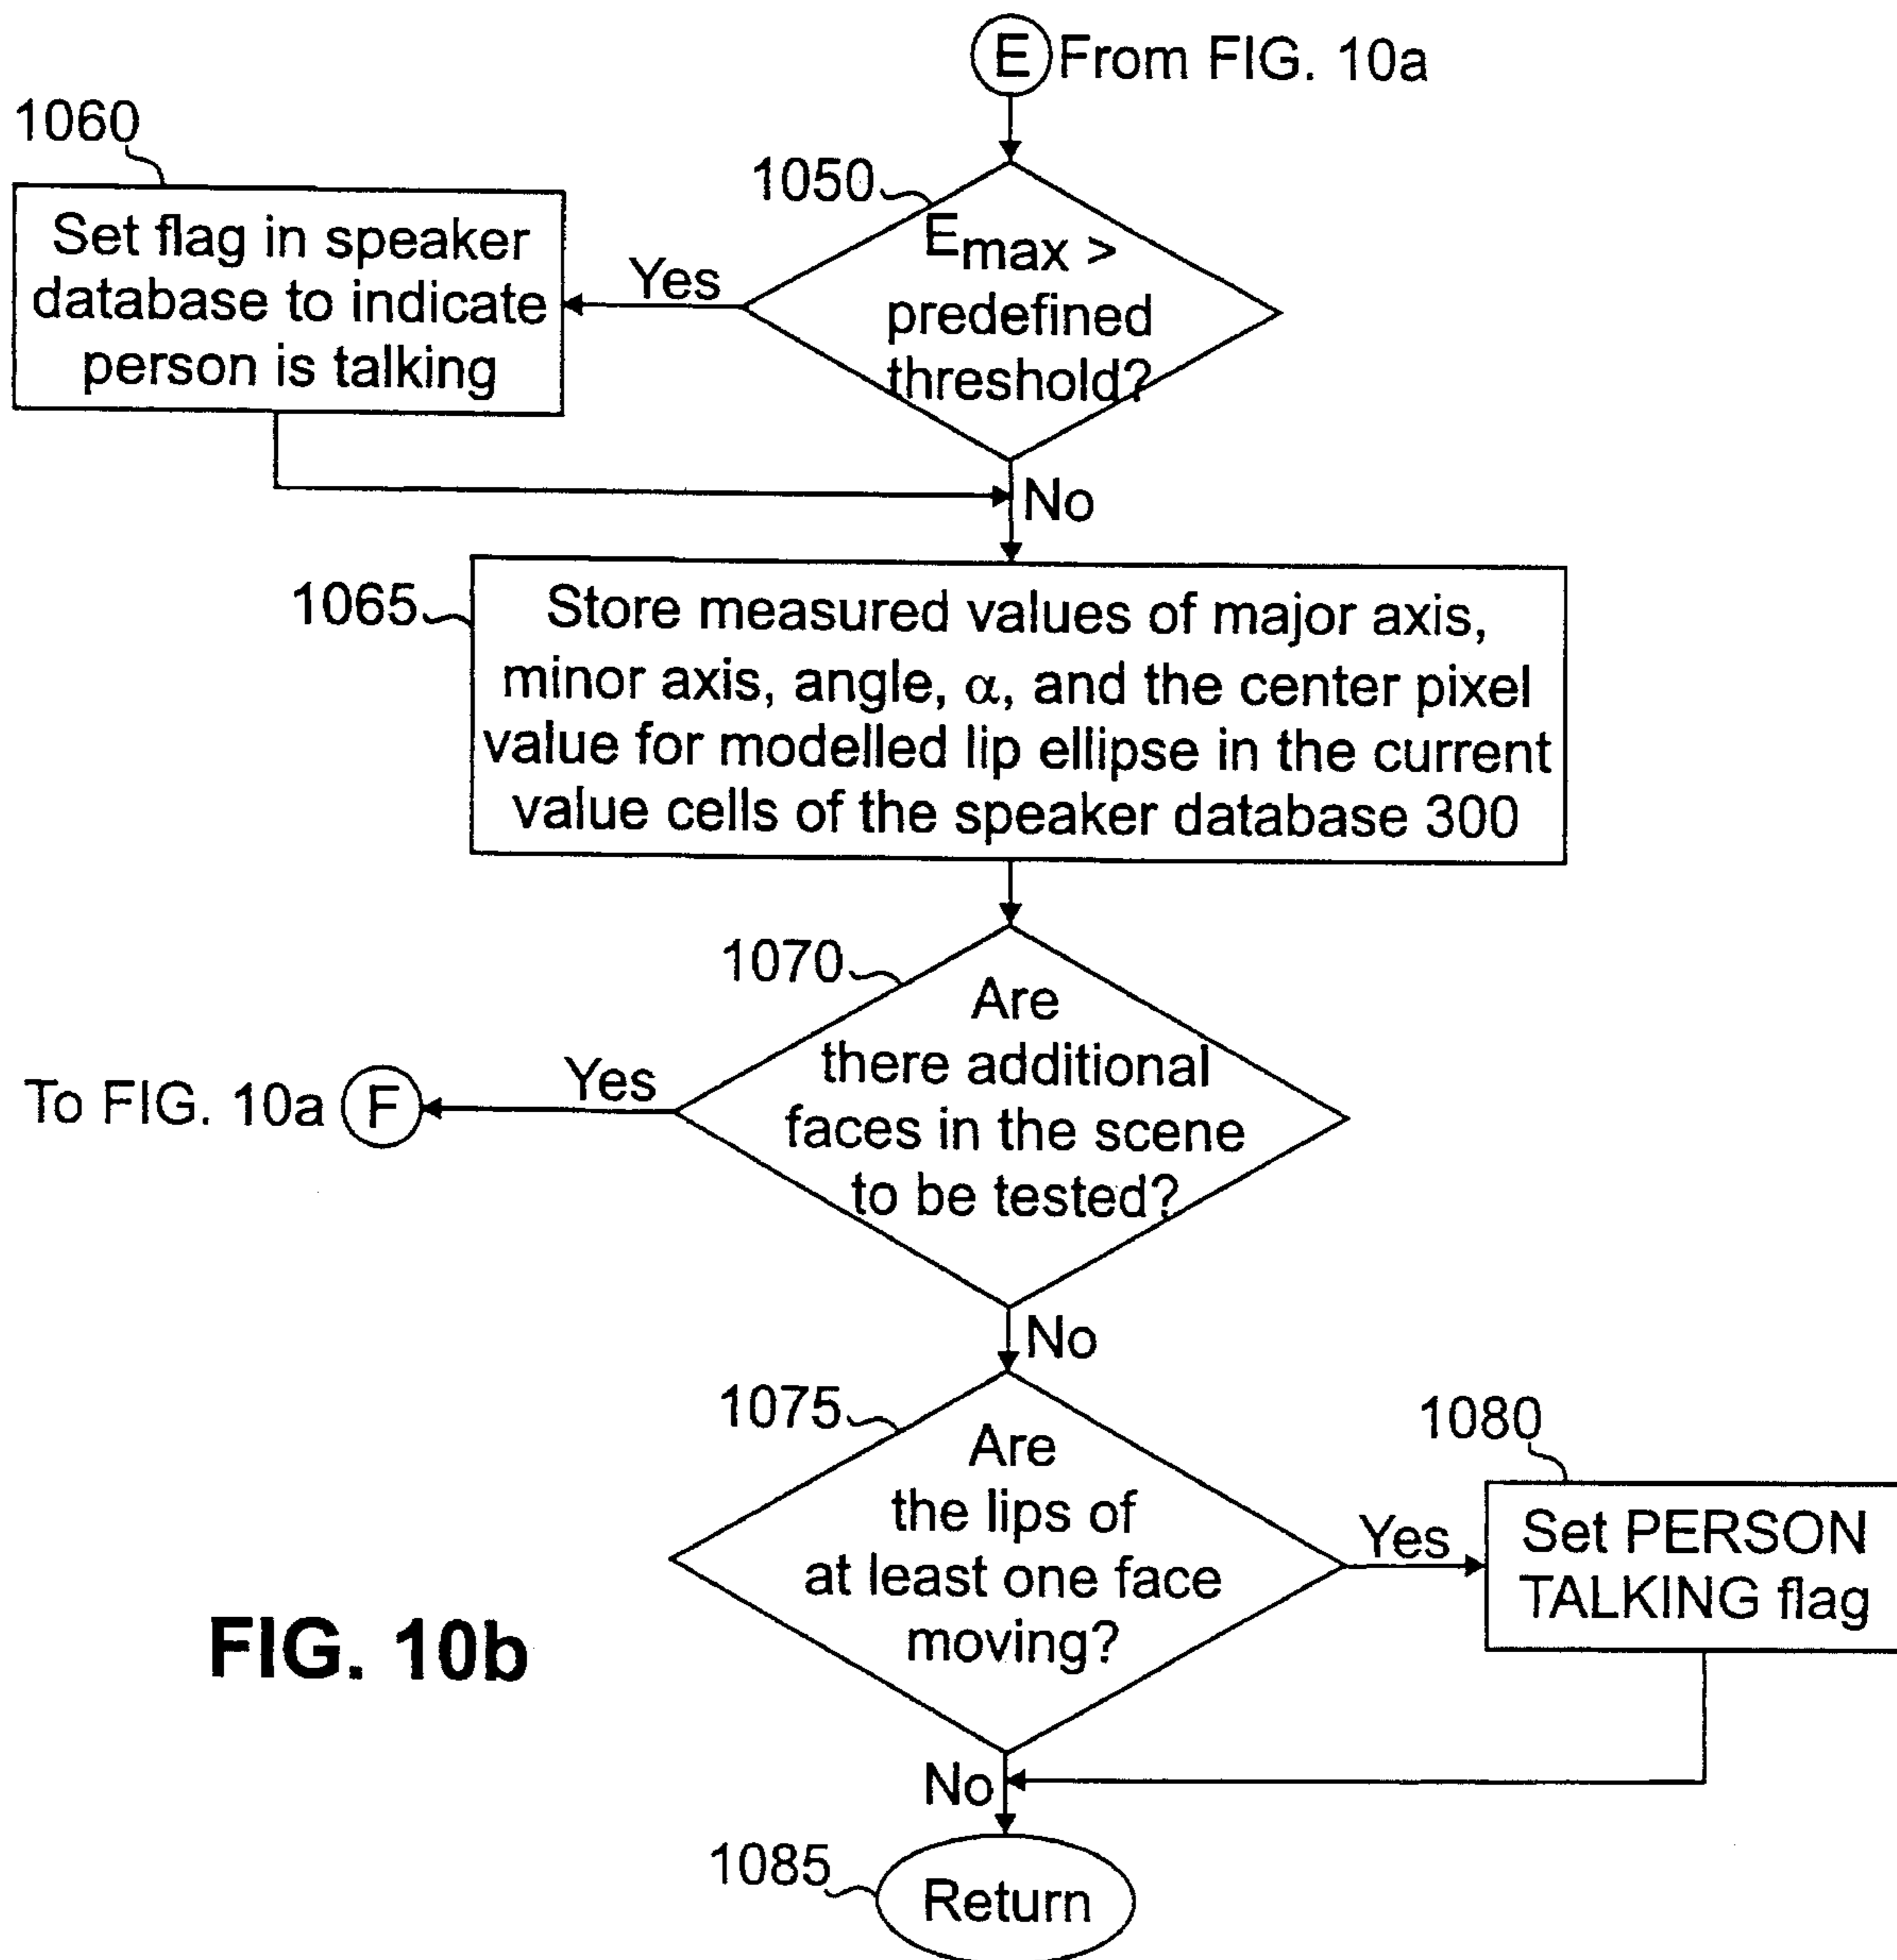 E From FIG. 10a
1060
Set flag in speaker
database to indicate
person is talking
1050
Emax >
predefined
threshold?
Yes
No
1065
Store measured values of major axis,
minor axis, angle, α, and the center pixel
value for modelled lip ellipse in the current
value cells of the speaker database 300
1070
Are
there additional
faces in the scene
to be tested?
Yes
To FIG. 10a F
No
1075
Are
the lips of
at least one face
moving?
Yes
1080
Set PERSON
TALKING flag
No
1085
Return
FIG. 10b